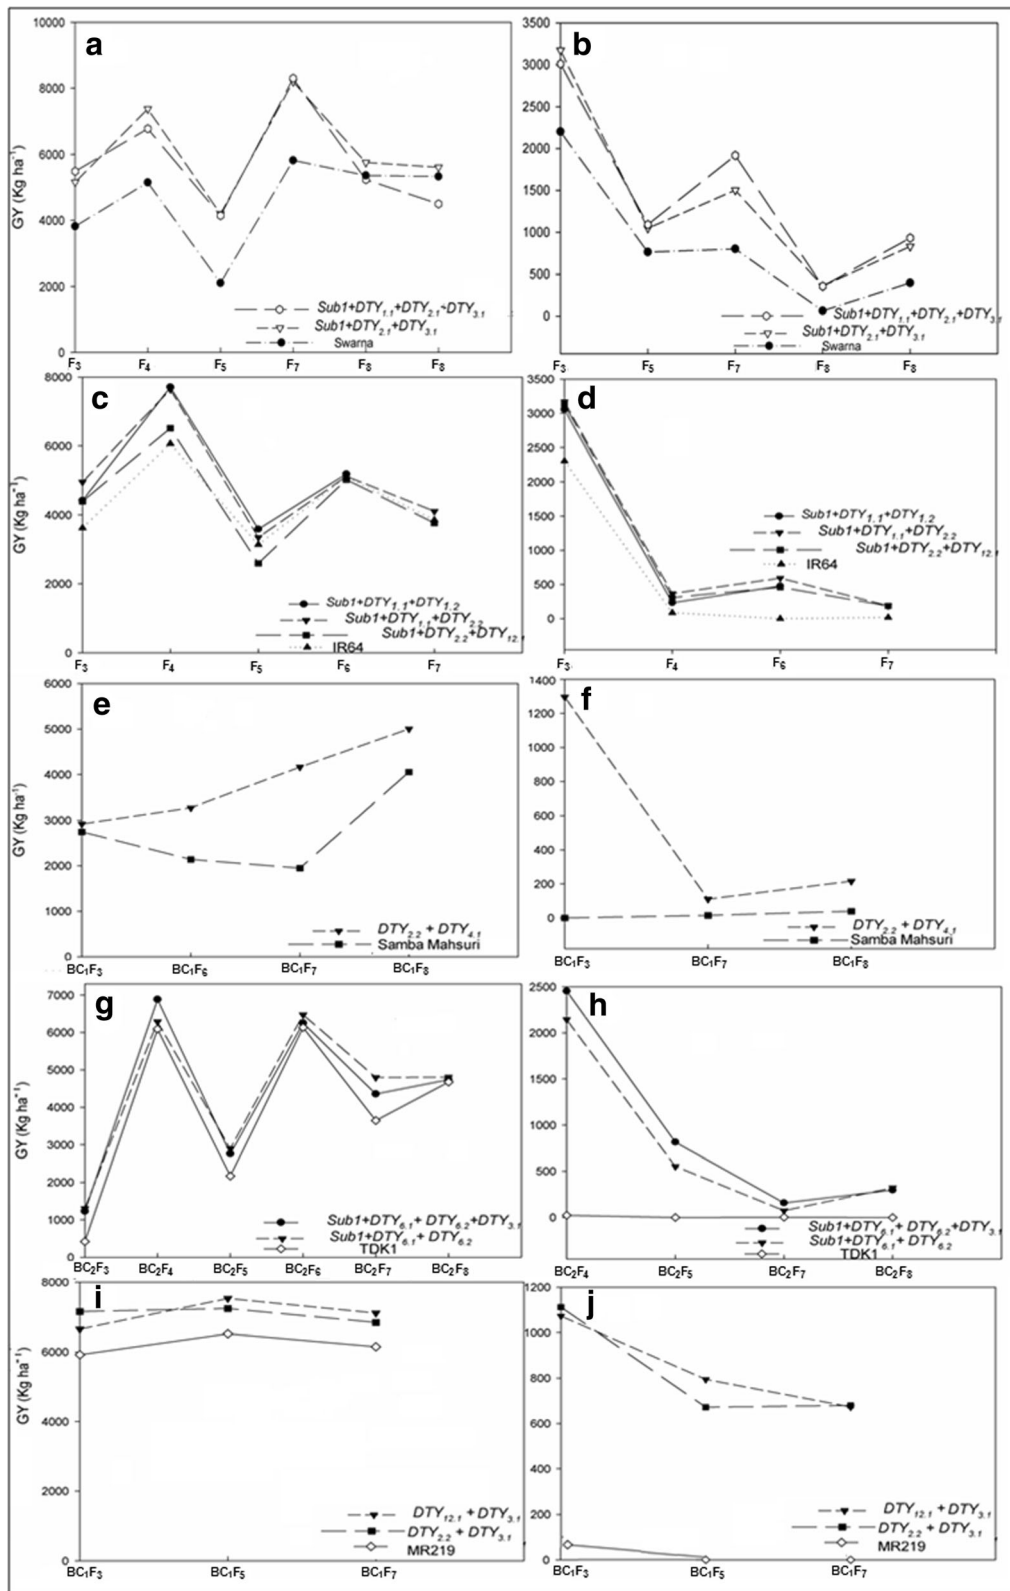 a
10000
8000
6000
4000
2000
0
GY (Kg ha⁻¹)
Sub1+DTY1.1+DTY2.1+DTY3.1
Sub1+DTY2.1+DTY3.1
Swarna
F3 F4 F5 F7 F8 F8
b
3500
3000
2500
2000
1500
1000
500
0
Sub1+DTY1.1+DTY2.1+DTY3.1
Sub1+DTY2.1+DTY3.1
Swarna
F3 F5 F7 F8 F8
c
8000
6000
4000
2000
0
GY (Kg ha⁻¹)
Sub1+DTY1.1+DTY1.2
Sub1+DTY1.1+DTY2.2
Sub1+DTY2.2+DTY12.1
IR64
F3 F4 F5 F6 F7
d
3500
3000
2500
2000
1500
1000
500
0
Sub1+DTY1.1+DTY1.2
Sub1+DTY1.1+DTY2.2
Sub1+DTY2.2+DTY12.1
IR64
F3 F4 F6 F7
e
6000
5000
4000
3000
2000
1000
0
GY (Kg ha⁻¹)
DTY2.2 + DTY4.1
Samba Mahsuri
BC1F3 BC1F6 BC1F7 BC1F8
f
1400
1200
1000
800
600
400
200
0
DTY2.2 + DTY4.1
Samba Mahsuri
BC1F3 BC1F7 BC1F8
g
7000
6000
5000
4000
3000
2000
1000
0
GY (Kg ha⁻¹)
Sub1+DTY6.1+ DTY6.2+DTY3.1
Sub1+DTY6.1+ DTY6.2
TDK1
BC2F3 BC2F4 BC2F5 BC2F6 BC2F7 BC2F8
h
2500
2000
1500
1000
500
0
Sub1+DTY6.1+ DTY6.2+DTY3.1
Sub1+DTY6.1+ DTY6.2
TDK1
BC2F4 BC2F5 BC2F7 BC2F8
i
8000
6000
4000
2000
0
GY (Kg ha⁻¹)
DTY12.1 + DTY3.1
DTY2.2 + DTY3.1
MR219
BC1F3 BC1F5 BC1F7
j
1200
1000
800
600
400
200
0
DTY12.1 + DTY3.1
DTY2.2 + DTY3.1
MR219
BC1F3 BC1F5 BC1F7